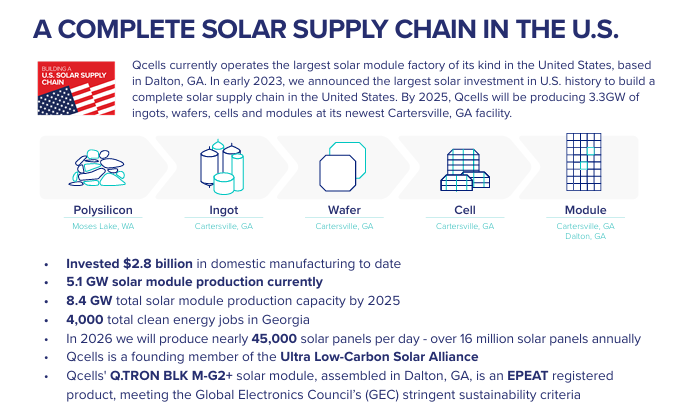 A COMPLETE SOLAR SUPPLY CHAIN IN THE U.S.
BUILDING A
U.S. SOLAR SUPPLY
CHAIN
Qcells currently operates the largest solar module factory of its kind in the United States, based
in Dalton, GA. In early 2023, we announced the largest solar investment in U.S. history to build a
complete solar supply chain in the United States. By 2025, Qcells will be producing 3.3GW of
ingots, wafers, cells and modules at its newest Cartersville, GA facility.
Polysilicon
Moses Lake, WA
Ingot
Cartersville, GA
Wafer
Cartersville, GA
Cell
Cartersville, GA
Module
Cartersville, GA
Dalton, GA
• Invested $2.8 billion in domestic manufacturing to date
• 5.1 GW solar module production currently
• 8.4 GW total solar module production capacity by 2025
• 4,000 total clean energy jobs in Georgia
• In 2026 we will produce nearly 45,000 solar panels per day - over 16 million solar panels annually
• Qcells is a founding member of the Ultra Low-Carbon Solar Alliance
• Qcells' Q.TRON BLK M-G2+ solar module, assembled in Dalton, GA, is an EPEAT registered
product, meeting the Global Electronics Council's (GEC) stringent sustainability criteria